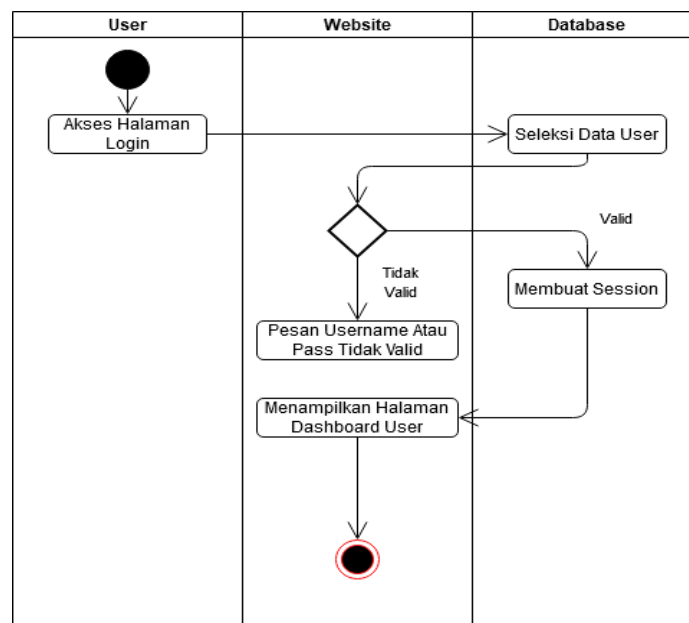 User
Website
Database
Akses Halaman
Login
Seleksi Data User
Valid
Tidak
Valid
Membuat Session
Pesan Username Atau
Pass Tidak Valid
Menampilkan Halaman
Dashboard User